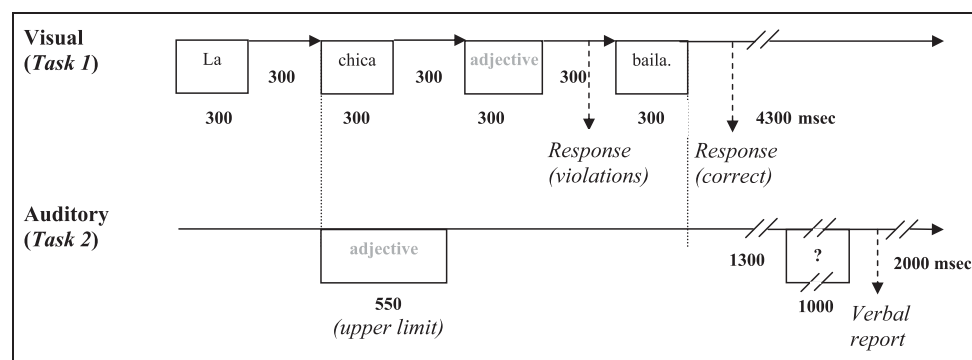 Visual
(Task 1)
La
chica
adjective
baila.
300
300
300
300
300
300
300
4300 msec
Response
(violations)
Response
(correct)
Auditory
(Task 2)
adjective
?
1300
2000 msec
550
(upper limit)
1000
Verbal
report